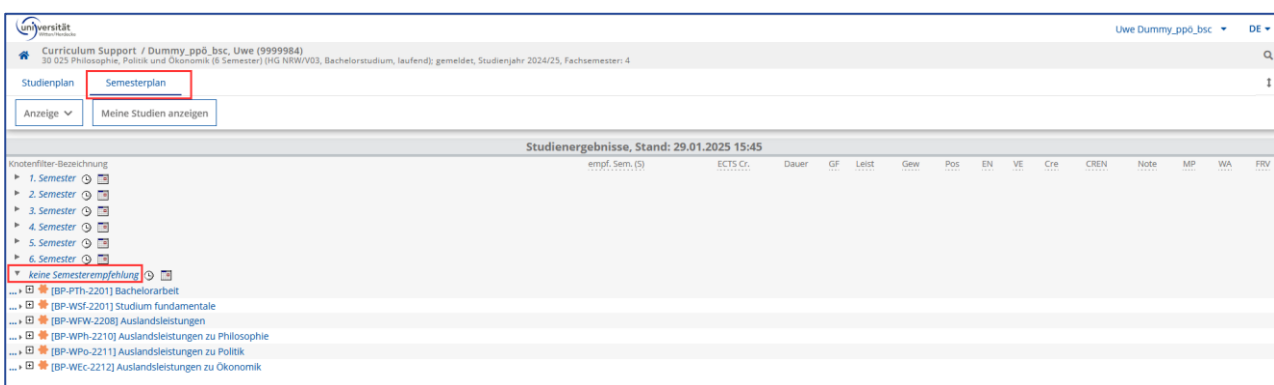 universität
Witten/Herdecke
Uwe Dummy_ppö_bsc DE
Curriculum Support / Dummy_ppö_bsc, Uwe (9999984)
30 025 Philosophie, Politik und Ökonomik (6 Semester) (HG NRW/V03, Bachelorstudium, laufend); gemeldet, Studienjahr 2024/25, Fachsemester: 4
Studienplan Semesterplan
Anzeige Meine Studien anzeigen
Studienergebnisse, Stand: 29.01.2025 15:45
Knotenfilter-Bezeichnung empf. Sem. (S) ECTS Cr. Dauer GF Leist Gew Pos EN VE Cre CREN Note MP WA FRV
1. Semester
2. Semester
3. Semester
4. Semester
5. Semester
6. Semester
keine Semesterempfehlung
... [BP-PTh-2201] Bachelorarbeit
... [BP-WSf-2201] Studium fundamentale
... [BP-WFW-2208] Auslandsleistungen
... [BP-WPh-2210] Auslandsleistungen zu Philosophie
... [BP-WPo-2211] Auslandsleistungen zu Politik
... [BP-WEc-2212] Auslandsleistungen zu Ökonomik